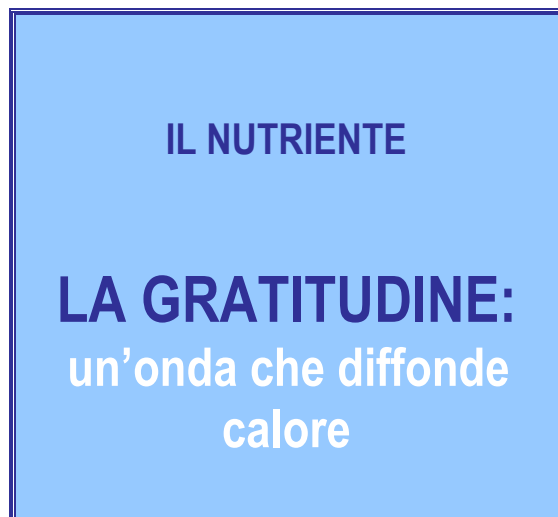 IL NUTRIENTE
LA GRATITUDINE:
un’onda che diffonde
calore